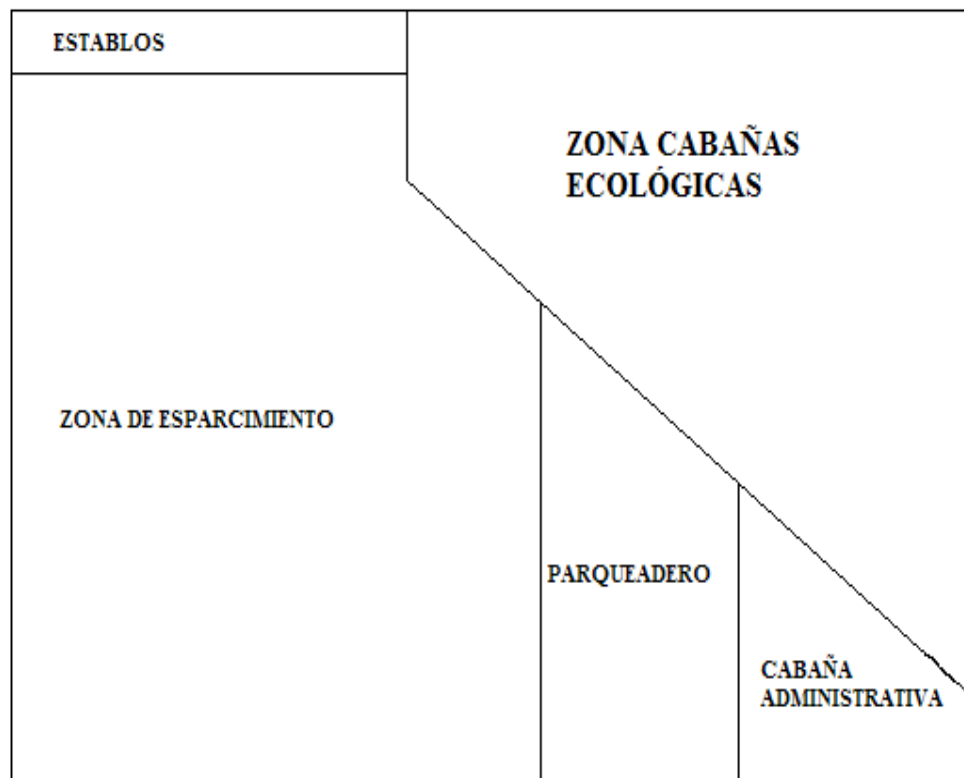 ESTABLOS
ZONA CABAÑAS
ECOLÓGICAS
ZONA DE ESPARCIMIENTO
PARQUEADERO
CABAÑA
ADMINISTRATIVA